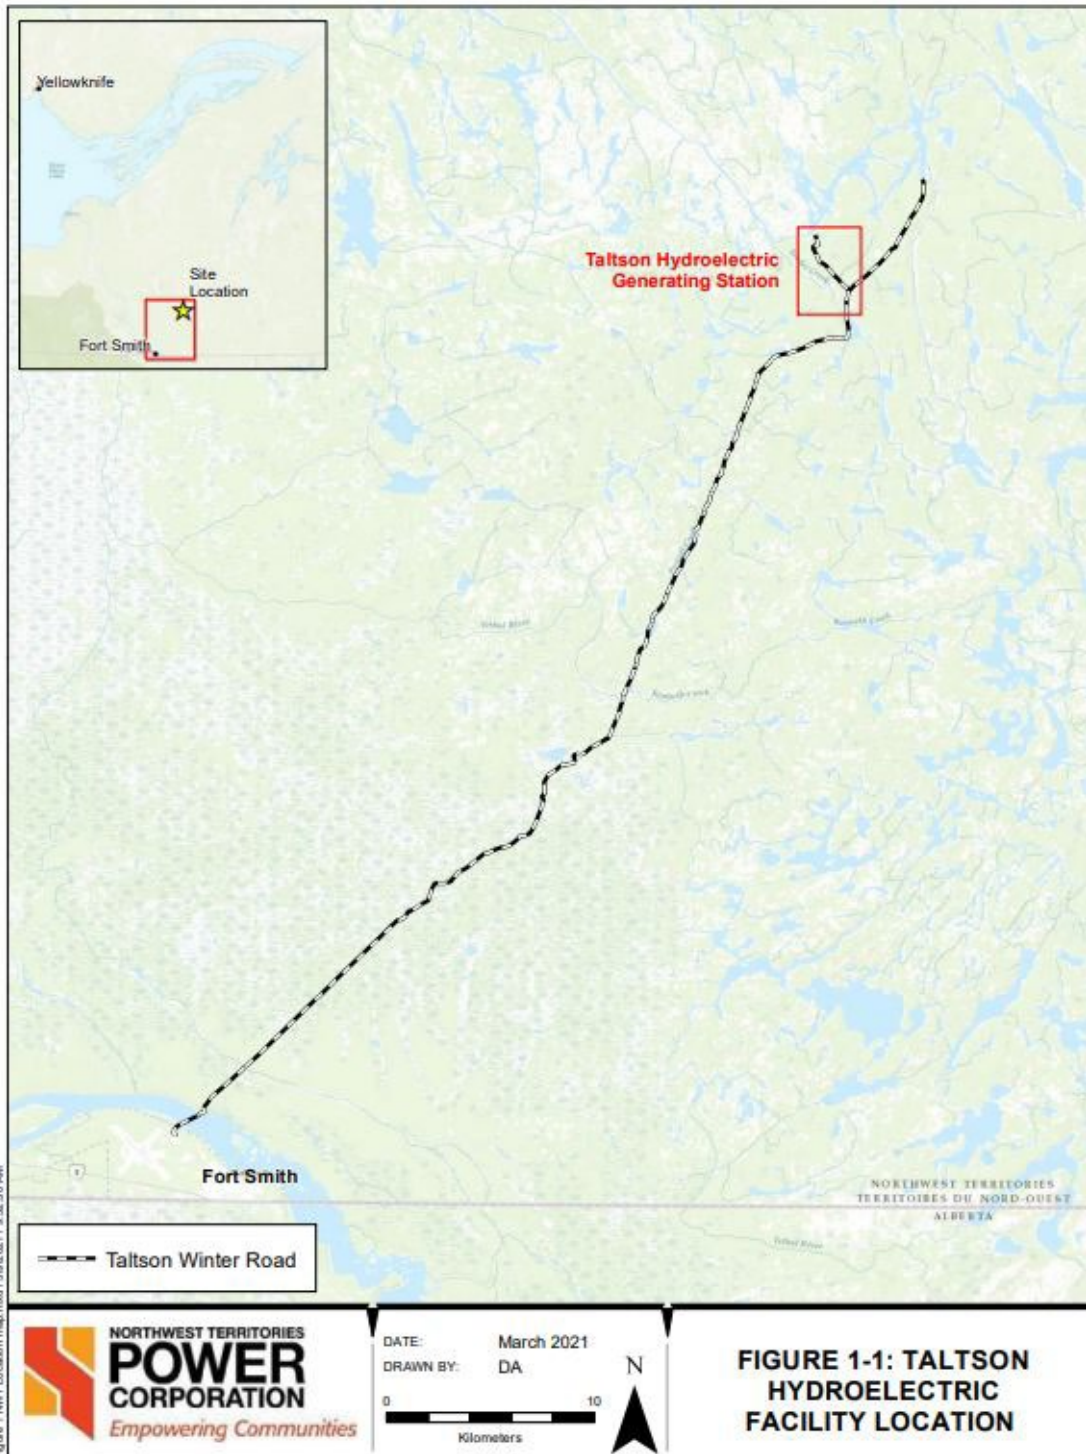 Yellowknife
Site
Location
Fort Smith
Taltson Hydroelectric
Generating Station
Fort Smith
NORTHWEST TERRITORIES
TERRITOIRES DU NORD-OUEST
ALBERTA
Taltson Winter Road
NORTHWEST TERRITORIES
POWER
CORPORATION
Empowering Communities
DATE: March 2021
DRAWN BY: DA
0 10
Kilometers
N
FIGURE 1-1: TALTSON
HYDROELECTRIC
FACILITY LOCATION